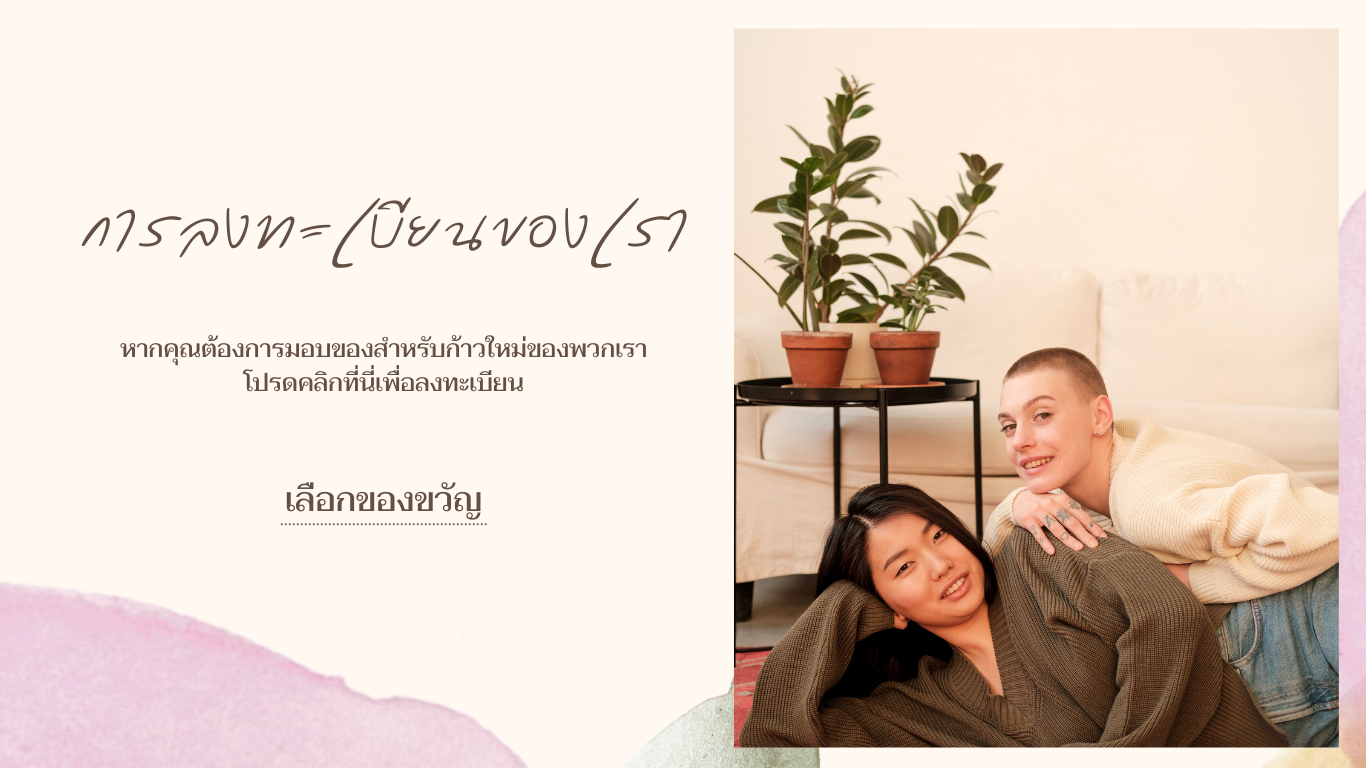 การลงทะเบียนของเรา
หากคุณต้องการมอบของสำหรับก้าวใหม่ของพวกเรา
โปรดคลิกที่นี่เพื่อลงทะเบียน
เลือกของขวัญ